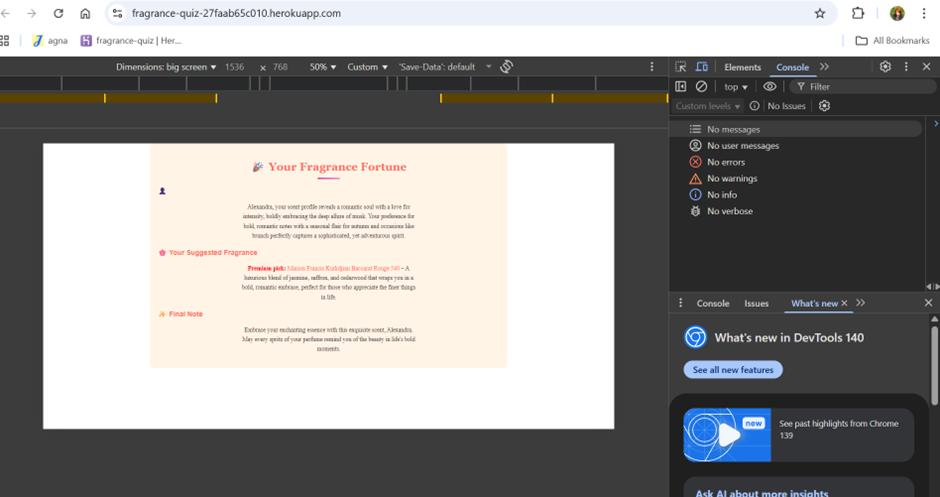 fragrance-quiz-27faab65c010.herokuapp.com
agna
fragrance-quiz | Her...
All Bookmarks
Dimensions: big screen 1536 × 768 50% Custom 'Save-Data': default
Elements Console
top Filter
Custom levels No Issues
No messages
No user messages
No errors
No warnings
No info
No verbose
Your Fragrance Fortune
Alexandra, your scent profile reveals a romantic soul with a love for
intensity, boldly embracing the deep allure of musk. Your preference for
bold, romantic notes with a seasonal flair for autumn and occasions like
brunch perfectly captures a sophisticated, yet adventurous spirit.
Your Suggested Fragrance
Premium pick: Maison Francis Kurkdjian Baccarat Rouge 540 – A
luxurious blend of jasmine, saffron, and cedarwood that wraps you in a
bold, romantic embrace, perfect for those who appreciate the finer things
in life.
Final Note
Embrace your enchanting essence with this exquisite scent, Alexandra.
May every spritz of your perfume remind you of the beauty in life's bold
moments.
Console Issues What's new
What's new in DevTools 140
See all new features
new
See past highlights from Chrome
139
Ask AI about more insights